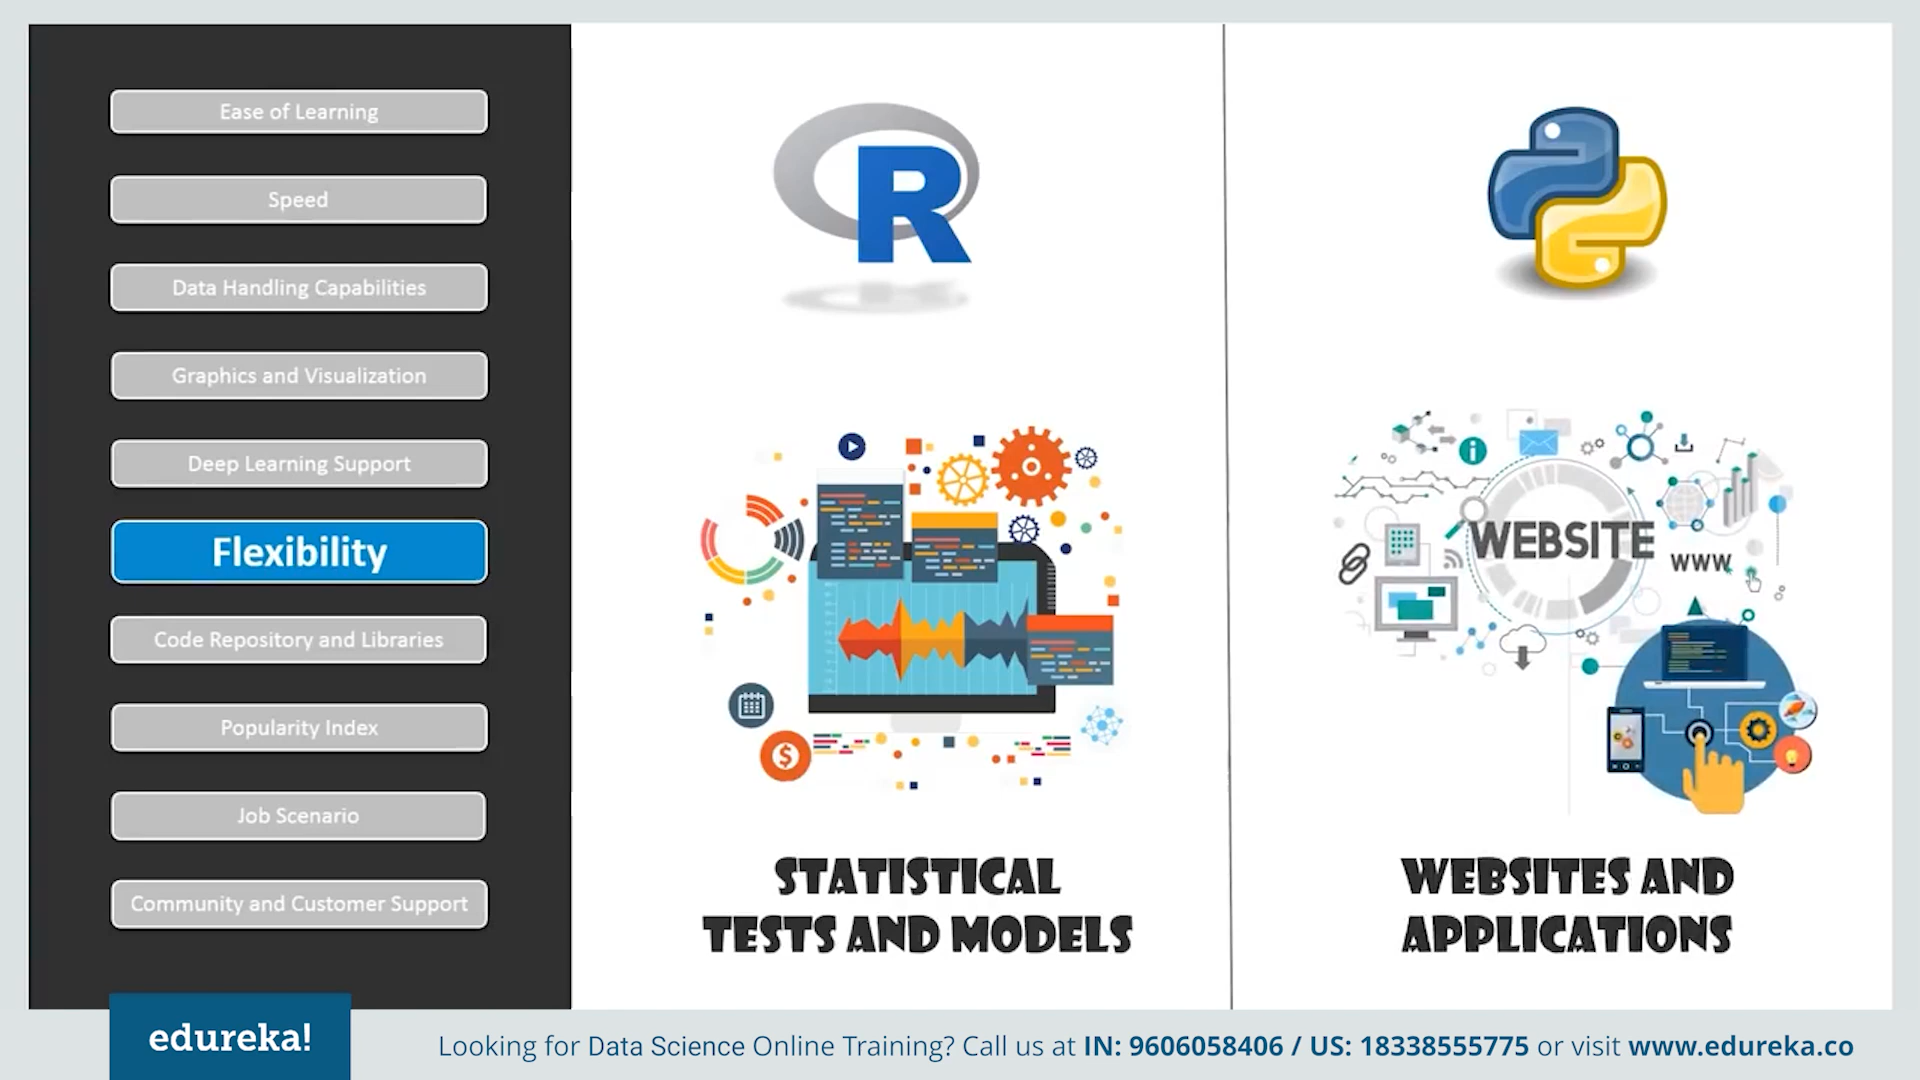 Ease of Learning
Speed
Data Handling Capabilities
Graphics and Visualization
Deep Learning Support
Flexibility
Code Repository and Libraries
Popularity Index
Job Scenario
Community and Customer Support
R
STATISTICAL
TESTS AND MODELS
WEBSITE
www
WEBSITES AND
APPLICATIONS
edureka!
Looking for Data Science Online Training? Call us at IN: 9606058406 / US: 18338555775 or visit www.edureka.co